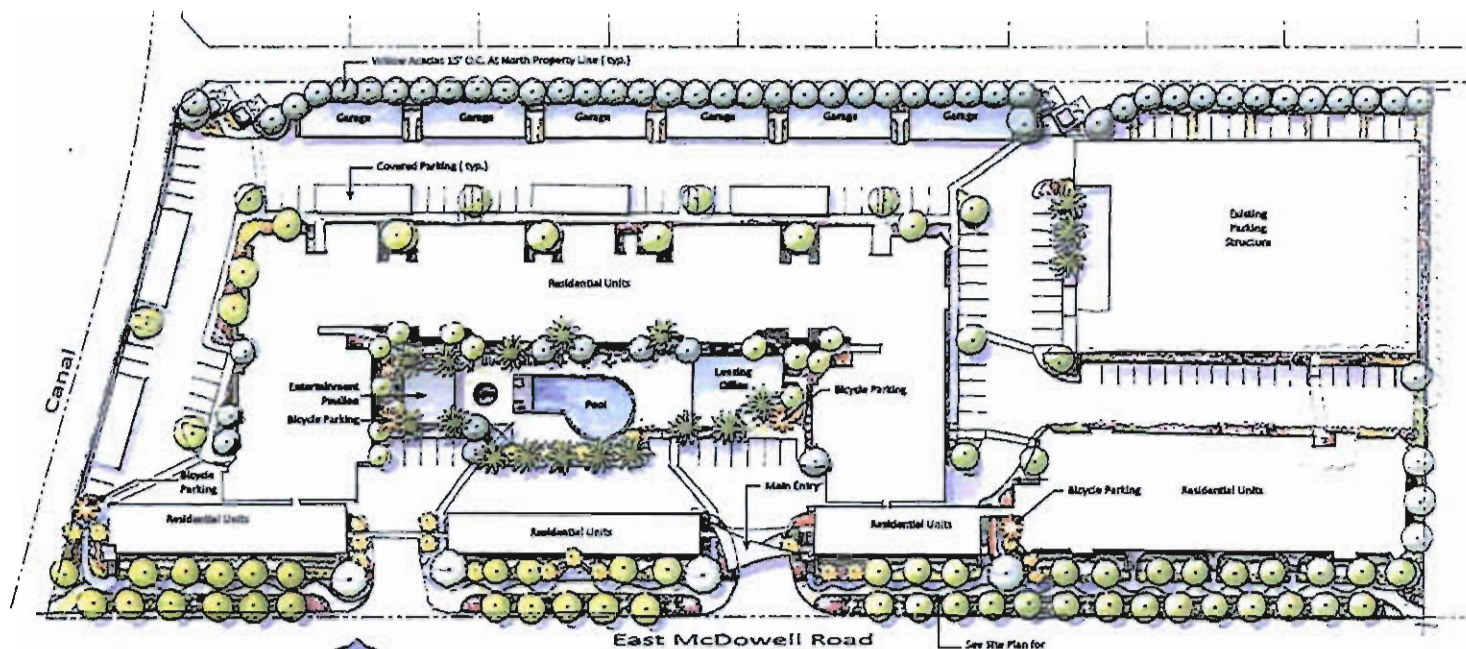 Willow Acacias 15' O.C. At North Property Line ( typ.)
Garage
Garage
Garage
Garage
Garage
Garage
Covered Parking ( typ.)
Existing
Parking
Structure
Residential Units
Canal
Entertainment
Pavilion
Bicycle Parking
Pool
Leasing
Office
Bicycle Parking
Bicycle
Parking
Main Entry
Bicycle Parking
Residential Units
Residential Units
Residential Units
Residential Units
East McDowell Road
See Site Plan for